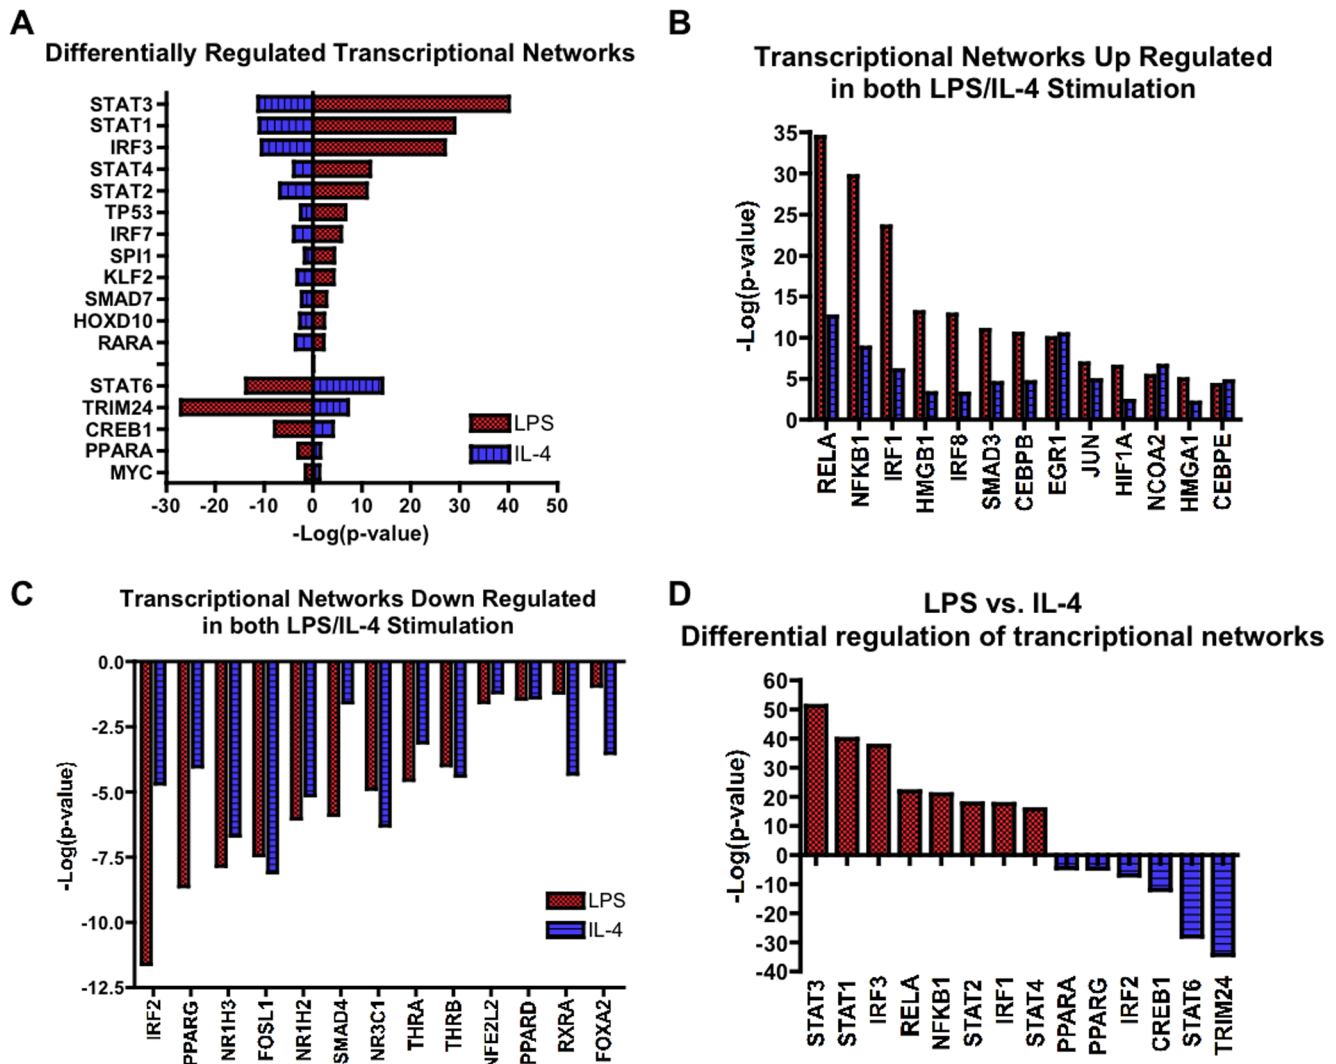 A
Differentially Regulated Transcriptional Networks
STAT3
STAT1
IRF3
STAT4
STAT2
TP53
IRF7
SPI1
KLF2
SMAD7
HOXD10
RARA
STAT6
TRIM24
CREB1
PPARA
MYC
LPS
IL-4
-30 -20 -10 0 10 20 30 40 50
-Log(p-value)
B
Transcriptional Networks Up Regulated
in both LPS/IL-4 Stimulation
-Log(p-value)
35
30
25
20
15
10
5
0
RELA NFKB1 IRF1 HMGB1 IRF8 SMAD3 CEBPB EGR1 JUN HIF1A NCOA2 HMGA1 CEBPE
C
Transcriptional Networks Down Regulated
in both LPS/IL-4 Stimulation
-Log(p-value)
0.0
-2.5
-5.0
-7.5
-10.0
-12.5
LPS
IL-4
IRF2 PPARG NR1H3 FOSL1 NR1H2 SMAD4 NR3C1 THRA THRB NFE2L2 PPARD RXRA FOXA2
D
LPS vs. IL-4
Differential regulation of trancriptional networks
-Log(p-value)
60
50
40
30
20
10
0
-10
-20
-30
-40
STAT3 STAT1 IRF3 RELA NFKB1 STAT2 IRF1 STAT4 PPARA PPARG IRF2 CREB1 STAT6 TRIM24